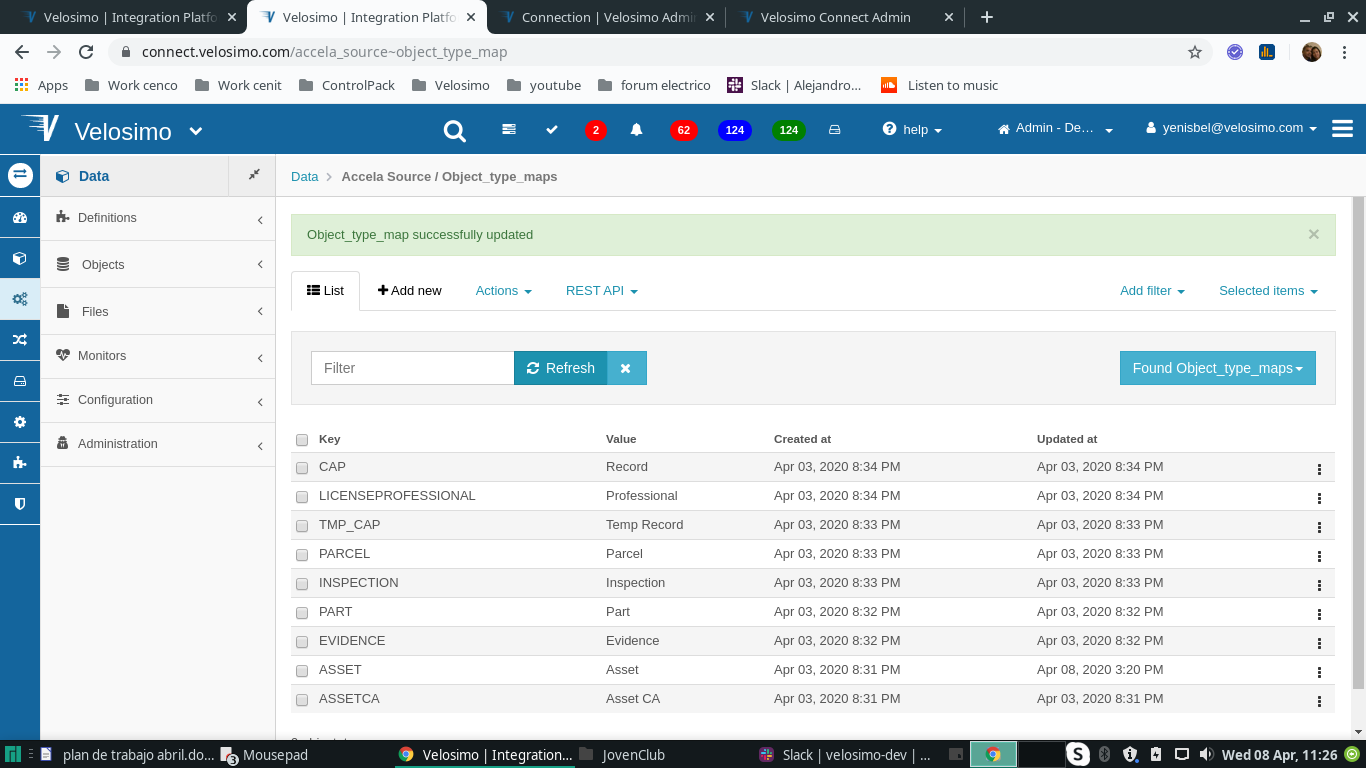 Velosimo | Integration Platfo
Velosimo | Integration Platfo
Connection | Velosimo Admi
Velosimo Connect Admin
connect.velosimo.com/accela_source~object_type_map
Apps
Work cenco
Work cenit
ControlPack
Velosimo
youtube
forum electrico
Slack | Alejandro...
Listen to music
Velosimo
2
62
124
124
help
Admin - De...
yenisbel@velosimo.com
Data
Definitions
Objects
Files
Monitors
Configuration
Administration
Data > Accela Source / Object_type_maps
Object_type_map successfully updated
List
Add new
Actions
REST API
Add filter
Selected items
Filter
Refresh
Found Object_type_maps
Key Value Created at Updated at
CAP Record Apr 03, 2020 8:34 PM Apr 03, 2020 8:34 PM
LICENSEPROFESSIONAL Professional Apr 03, 2020 8:34 PM Apr 03, 2020 8:34 PM
TMP_CAP Temp Record Apr 03, 2020 8:33 PM Apr 03, 2020 8:33 PM
PARCEL Parcel Apr 03, 2020 8:33 PM Apr 03, 2020 8:33 PM
INSPECTION Inspection Apr 03, 2020 8:33 PM Apr 03, 2020 8:33 PM
PART Part Apr 03, 2020 8:32 PM Apr 03, 2020 8:32 PM
EVIDENCE Evidence Apr 03, 2020 8:32 PM Apr 03, 2020 8:32 PM
ASSET Asset Apr 03, 2020 8:31 PM Apr 08, 2020 3:20 PM
ASSETCA Asset CA Apr 03, 2020 8:31 PM Apr 03, 2020 8:31 PM
plan de trabajo abril.do...
3
Mousepad
Velosimo | Integration...
JovenClub
Slack | velosimo-dev | ...
Wed 08 Apr, 11:26